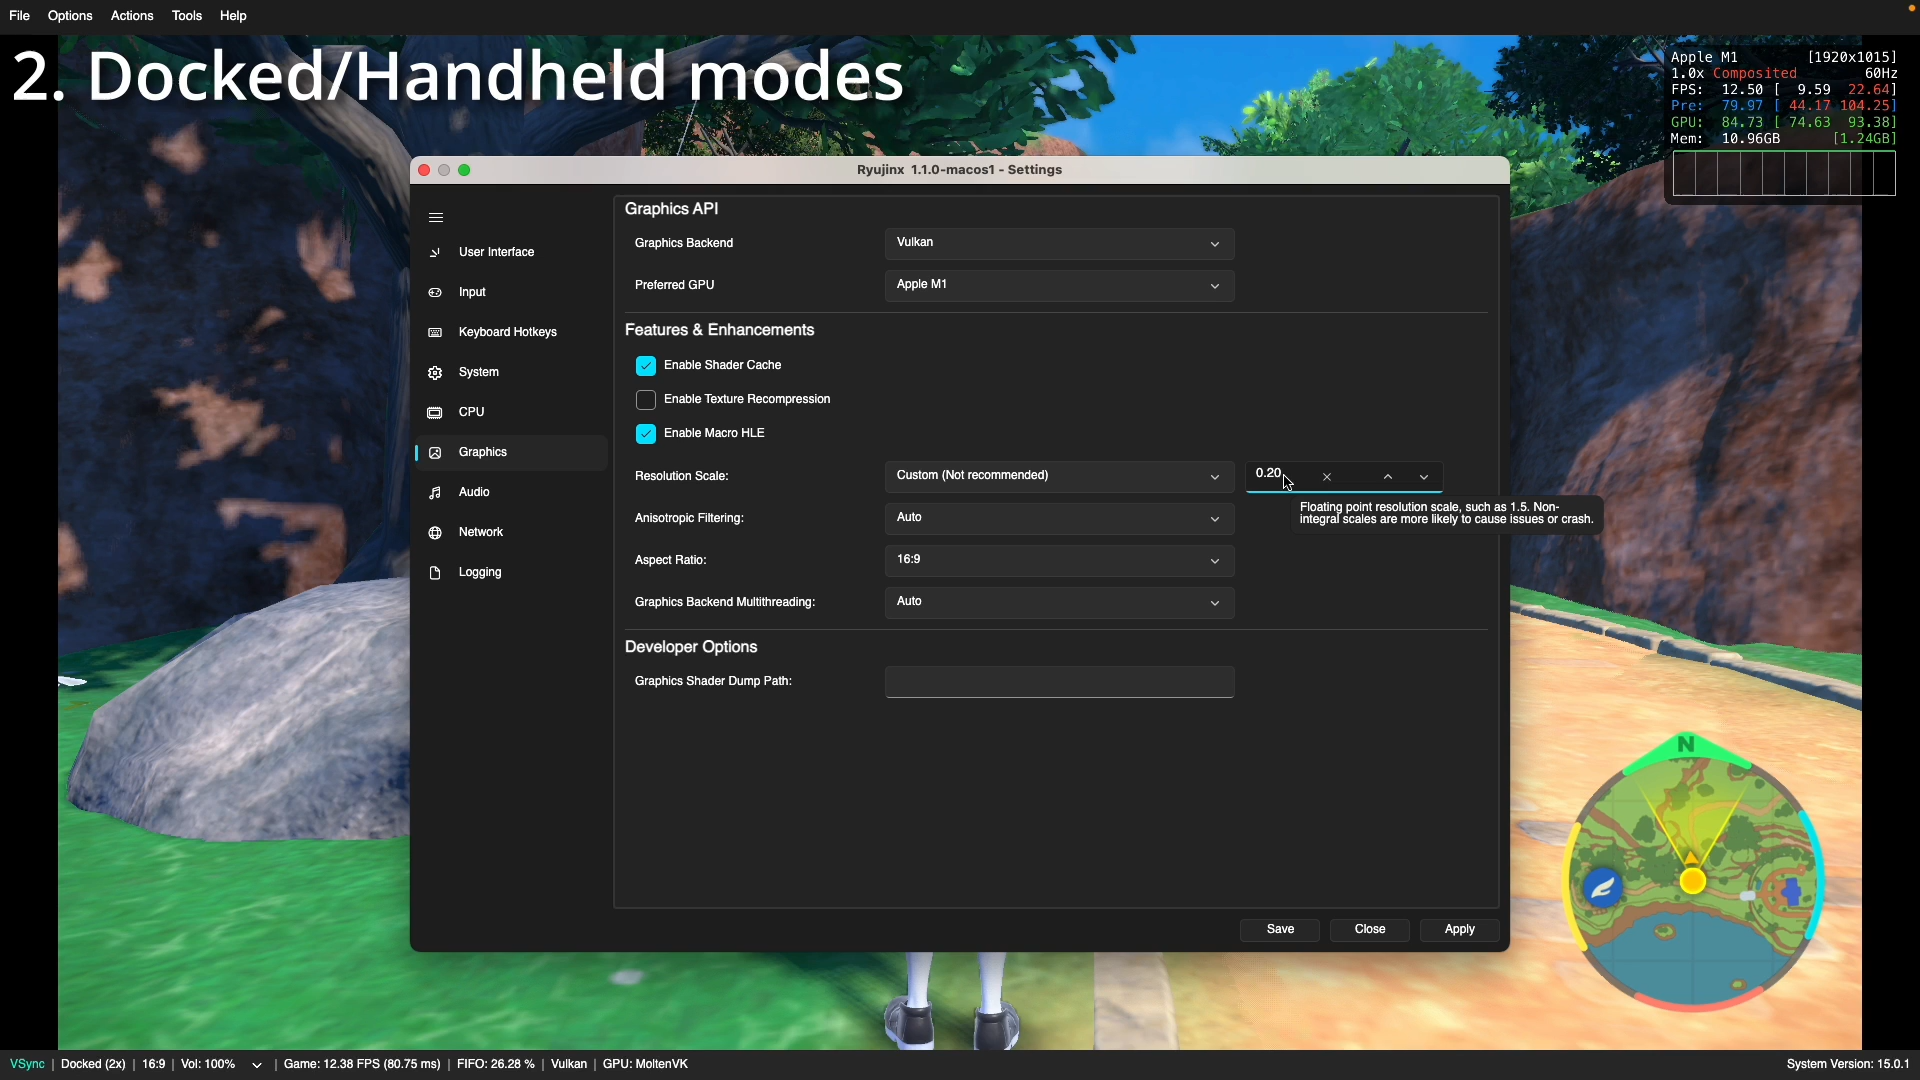 File Options Actions Tools Help
2. Docked/Handheld modes
Apple M1 [1920x1015]
1.0x Composited 60Hz
FPS: 12.50 [ 9.59 22.64]
Pre: 79.97 [ 44.17 104.25]
GPU: 84.73 [ 74.63 93.38]
Mem: 10.96GB [1.24GB]
Ryujinx 1.1.0-macos1 - Settings
User Interface
Input
Keyboard Hotkeys
System
CPU
Graphics
Audio
Network
Logging
Graphics API
Graphics Backend Vulkan
Preferred GPU Apple M1
Features & Enhancements
Enable Shader Cache
Enable Texture Recompression
Enable Macro HLE
Resolution Scale: Custom (Not recommended) 0.20
Floating point resolution scale, such as 1.5. Non-
integral scales are more likely to cause issues or crash.
Anisotropic Filtering: Auto
Aspect Ratio: 16:9
Graphics Backend Multithreading: Auto
Developer Options
Graphics Shader Dump Path:
Save Close Apply
N
VSync | Docked (2x) | 16:9 | Vol: 100% | Game: 12.38 FPS (80.75 ms) | FIFO: 26.28 % | Vulkan | GPU: MoltenVK
System Version: 15.0.1